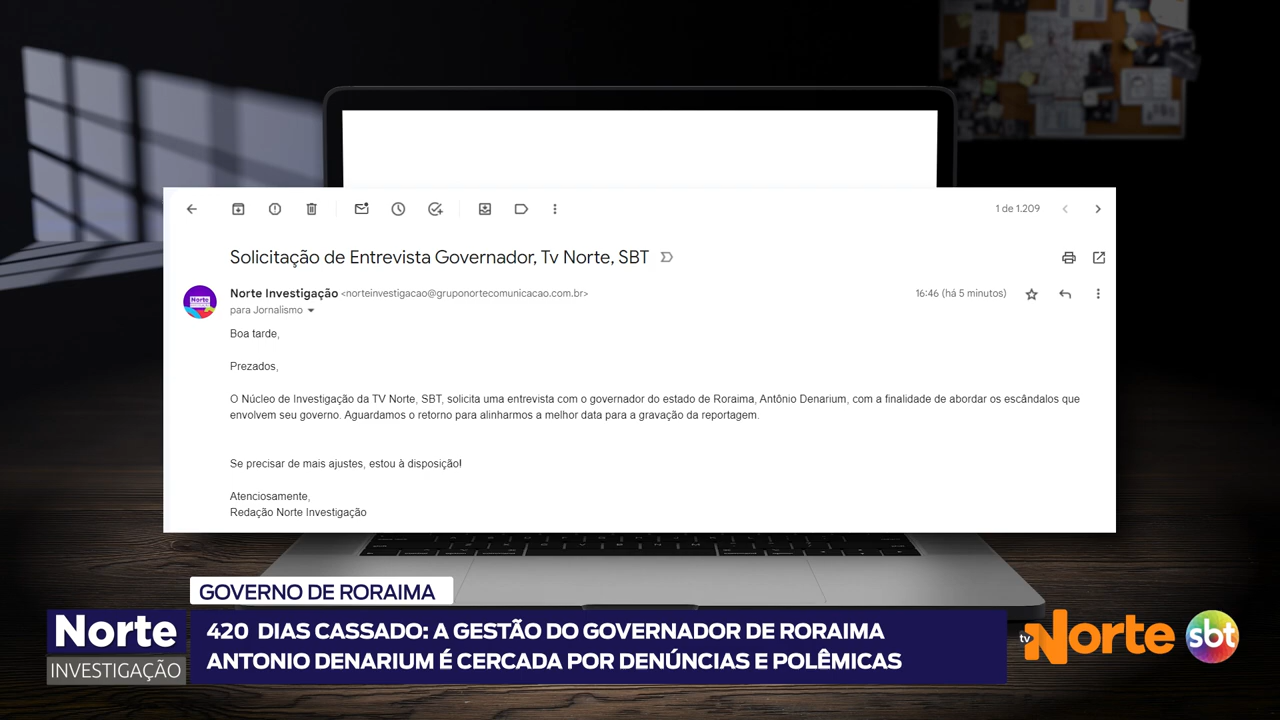 1 de 1.209
Solicitação de Entrevista Governador, Tv Norte, SBT
Norte Investigação <norteinvestigacao@gruponortecomunicacao.com.br>
16:46 (há 5 minutos)
para Jornalismo
Boa tarde,
Prezados,
O Núcleo de Investigação da TV Norte, SBT, solicita uma entrevista com o governador do estado de Roraima, Antônio Denarium, com a finalidade de abordar os escândalos que
envolvem seu governo. Aguardamos o retorno para alinharmos a melhor data para a gravação da reportagem.
Se precisar de mais ajustes, estou à disposição!
Atenciosamente,
Redação Norte Investigação
GOVERNO DE RORAIMA
Norte
INVESTIGAÇÃO
420 DIAS CASSADO: A GESTÃO DO GOVERNADOR DE RORAIMA
ANTONIO DENARIUM É CERCADA POR DENÚNCIAS E POLÊMICAS
tv Norte sbt